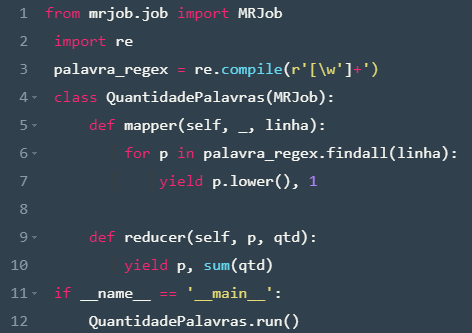 1 from mrjob.job import MRJob
2 import re
3 palavra_regex = re.compile(r'[\w']+')
4 class QuantidadePalavras(MRJob):
5 def mapper(self, _, linha):
6 for p in palavra_regex.findall(linha):
7 yield p.lower(), 1
8
9 def reducer(self, p, qtd):
10 yield p, sum(qtd)
11 if __name__ == '__main__':
12 QuantidadePalavras.run()